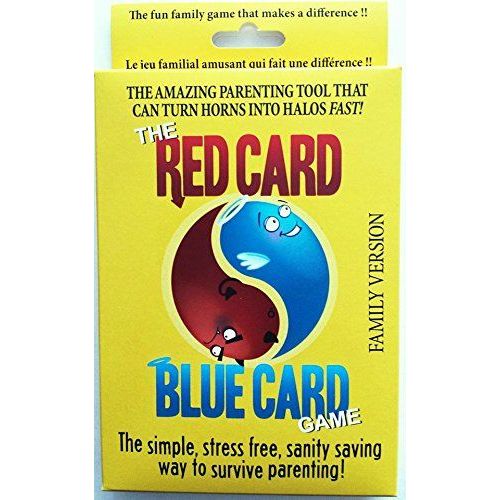 The fun family game that makes a difference !!
Le jeu familial amusant qui fait une différence !!
THE AMAZING PARENTING TOOL THAT
CAN TURN HORNS INTO HALOS FAST!
THE
RED CARD
FAMILY VERSION
BLUE CARD
GAME
The simple, stress free, sanity saving
way to survive parenting!